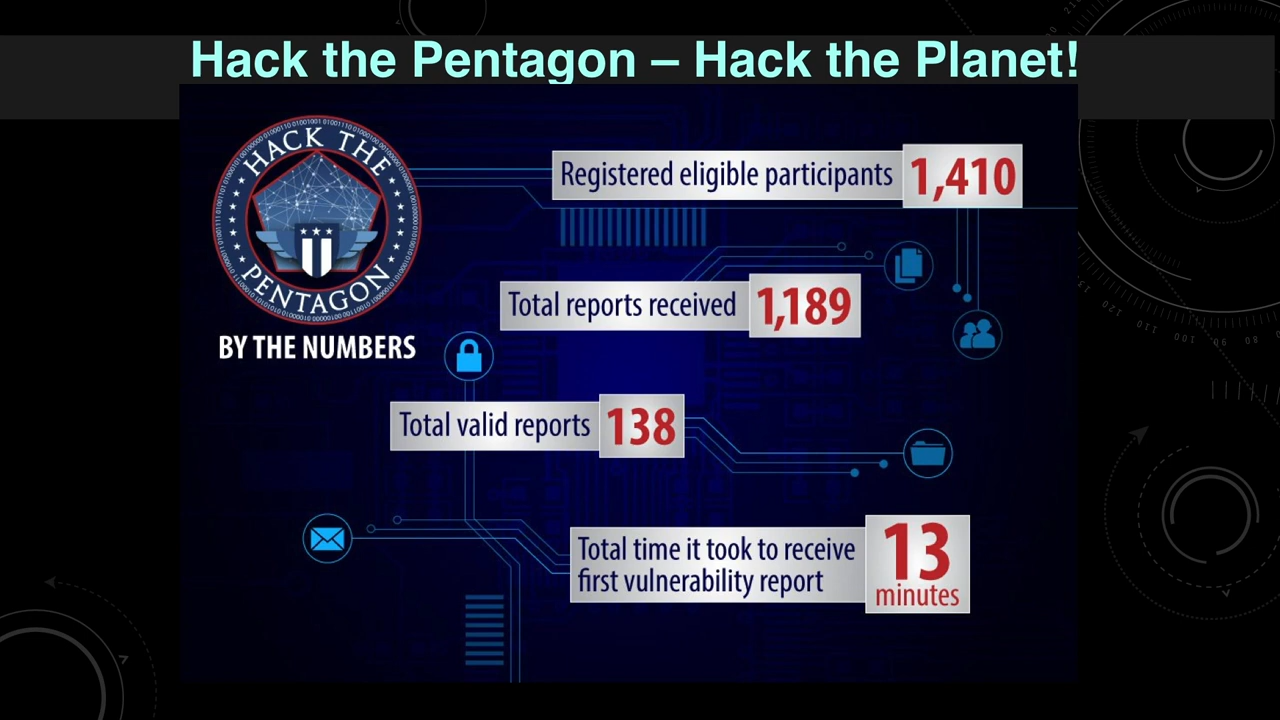 Hack the Pentagon – Hack the Planet!
HACK THE
PENTAGON
BY THE NUMBERS
Registered eligible participants 1,410
Total reports received 1,189
Total valid reports 138
Total time it took to receive
first vulnerability report
13
minutes